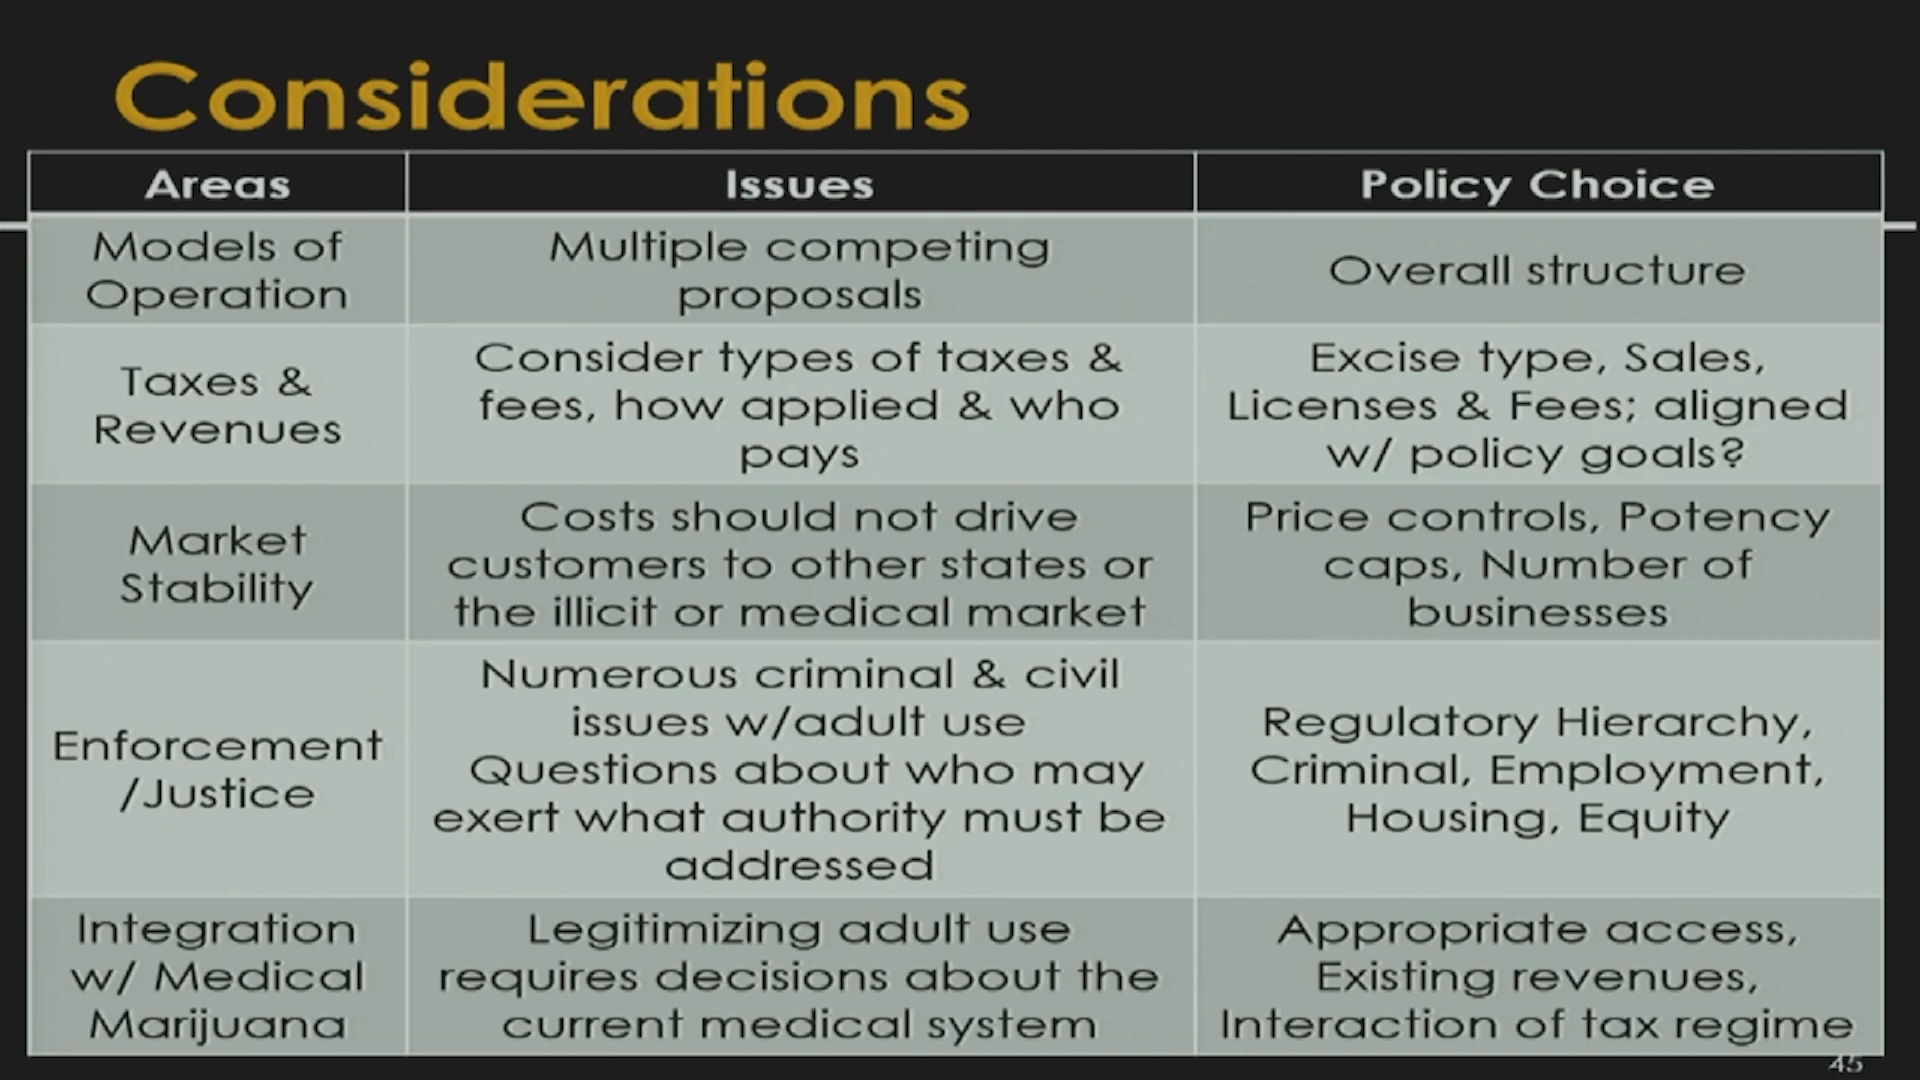 Considerations
Areas
Issues
Policy Choice
Models of
Operation
Multiple competing
proposals
Overall structure
Taxes &
Revenues
Consider types of taxes &
fees, how applied & who
pays
Excise type, Sales,
Licenses & Fees; aligned
w/ policy goals?
Market
Stability
Costs should not drive
customers to other states or
the illicit or medical market
Price controls, Potency
caps, Number of
businesses
Enforcement
/Justice
Numerous criminal & civil
issues w/adult use
Questions about who may
exert what authority must be
addressed
Regulatory Hierarchy,
Criminal, Employment,
Housing, Equity
Integration
w/ Medical
Marijuana
Legitimizing adult use
requires decisions about the
current medical system
Appropriate access,
Existing revenues,
Interaction of tax regime
45